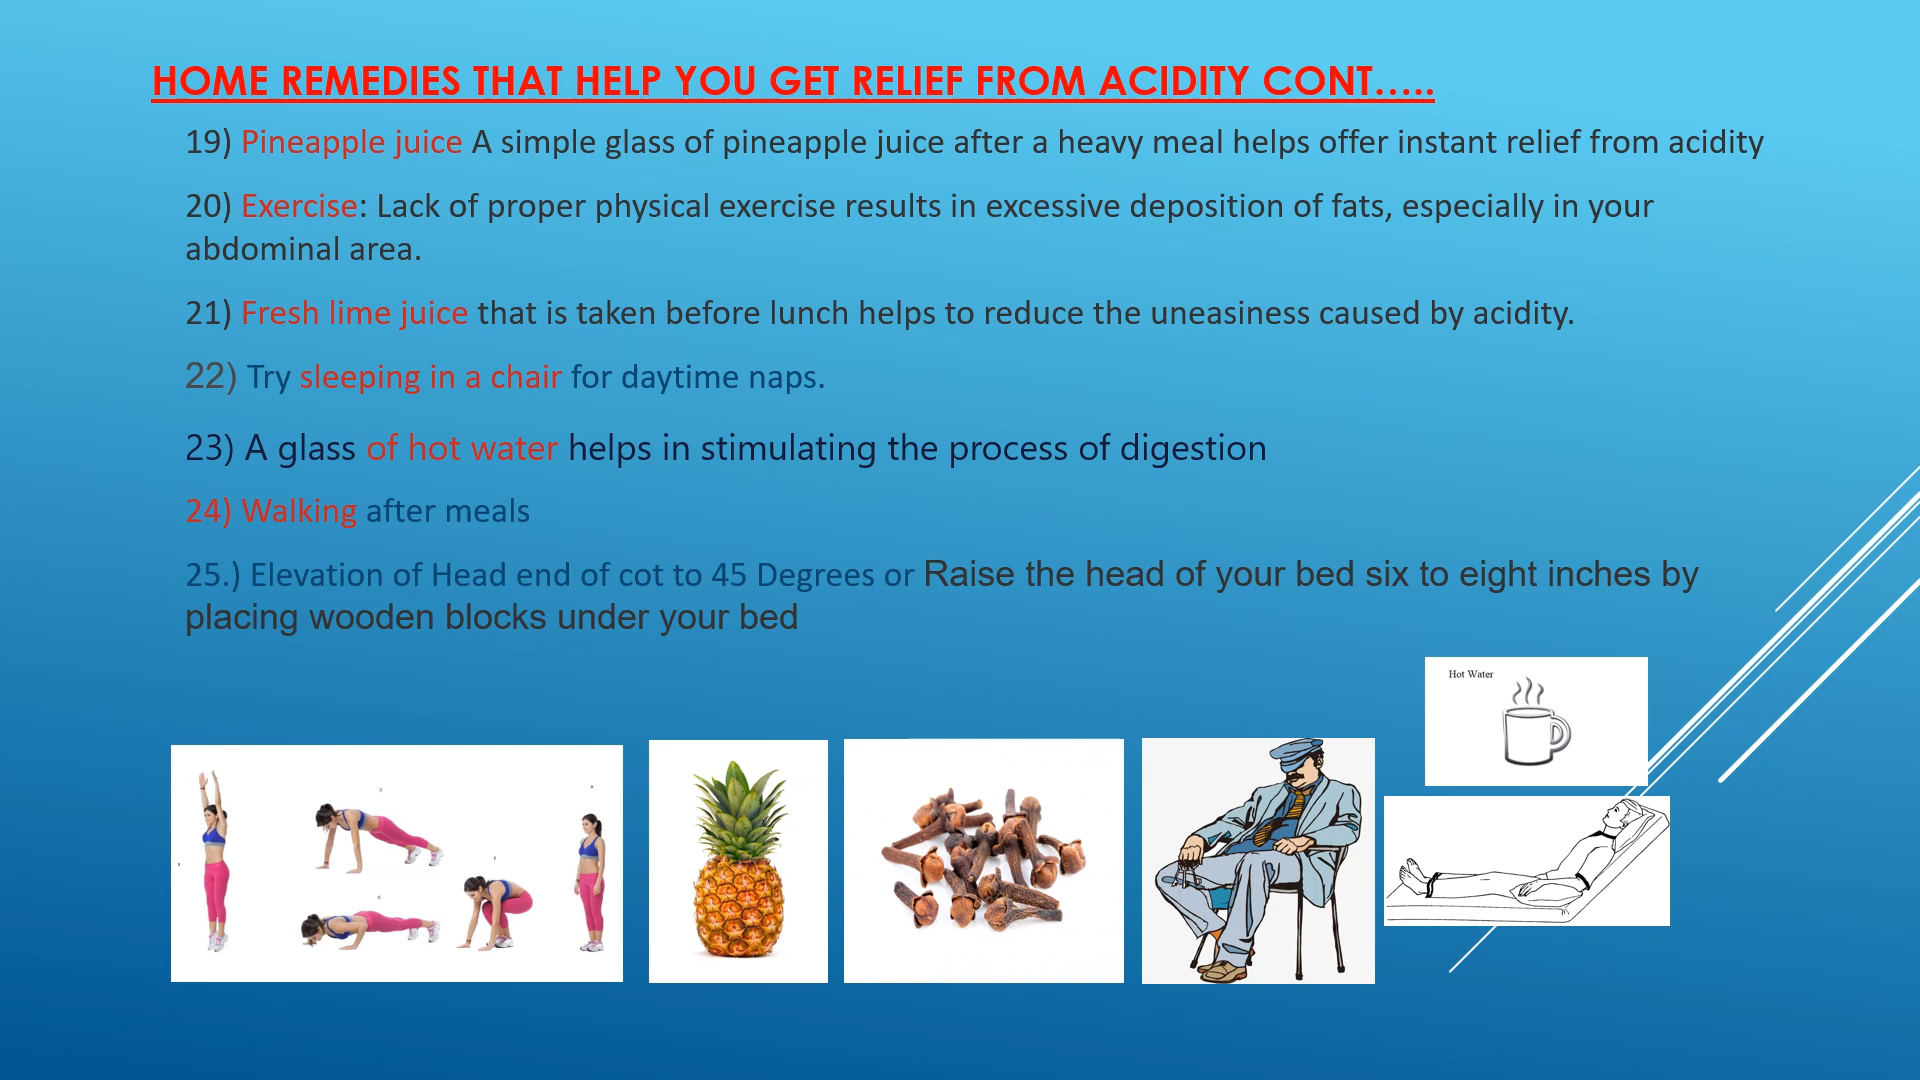 HOME REMEDIES THAT HELP YOU GET RELIEF FROM ACIDITY CONT.....
19) Pineapple juice A simple glass of pineapple juice after a heavy meal helps offer instant relief from acidity
20) Exercise: Lack of proper physical exercise results in excessive deposition of fats, especially in your
abdominal area.
21) Fresh lime juice that is taken before lunch helps to reduce the uneasiness caused by acidity.
22) Try sleeping in a chair for daytime naps.
23) A glass of hot water helps in stimulating the process of digestion
24) Walking after meals
25.) Elevation of Head end of cot to 45 Degrees or Raise the head of your bed six to eight inches by
placing wooden blocks under your bed
Hot Water